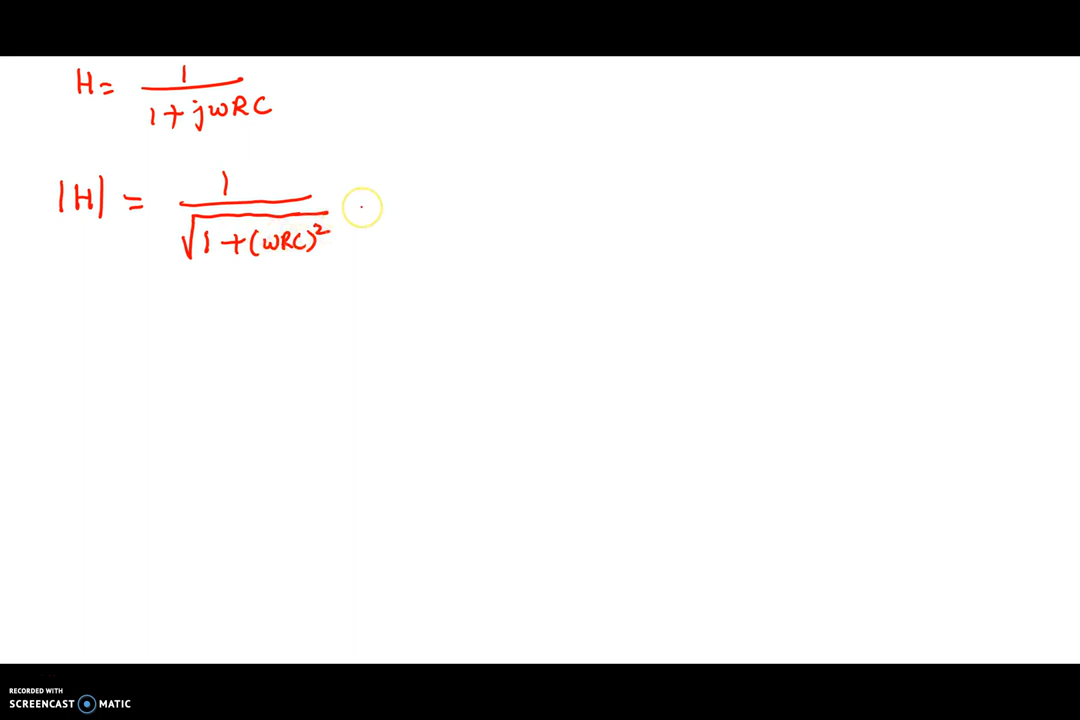 H = 1 / (1 + jωRC)
|H| = 1 / √(1 + (ωRC)²)
RECORDED WITH
SCREENCAST MATIC